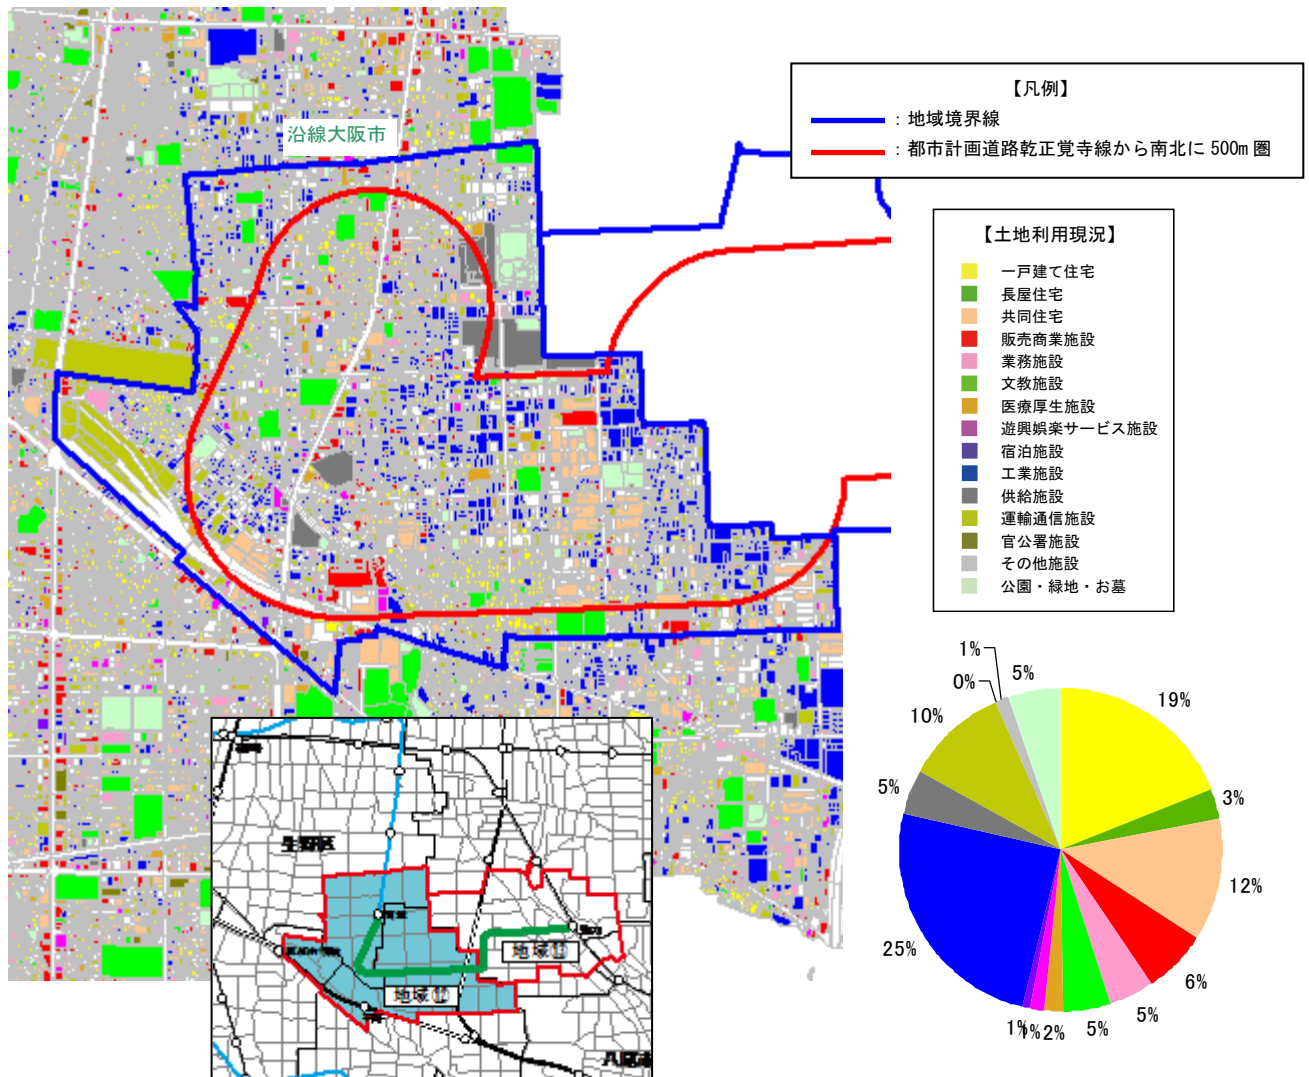 沿線大阪市
【凡例】
：地域境界線
：都市計画道路乾正覚寺線から南北に 500m 圏
【土地利用現況】
一戸建て住宅
長屋住宅
共同住宅
販売商業施設
業務施設
文教施設
医療厚生施設
遊興娯楽サービス施設
宿泊施設
工業施設
供給施設
運輸通信施設
官公署施設
その他施設
公園・緑地・お墓
1%
0%
5%
19%
10%
3%
5%
12%
25%
6%
1%
1%
2%
5%
5%
地域⑪
地域⑫